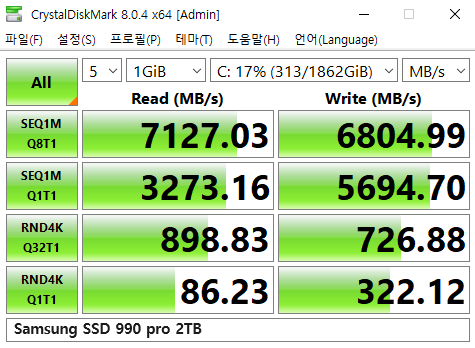 CrystalDiskMark 8.0.4 x64 [Admin]
파일(F) 설정(S) 프로필(P) 테마(T) 도움말(H) 언어(Language)
All 5 1GiB C: 17% (313/1862GiB) MB/s
Read (MB/s) Write (MB/s)
SEQ1M
Q8T1 7127.03 6804.99
SEQ1M
Q1T1 3273.16 5694.70
RND4K
Q32T1 898.83 726.88
RND4K
Q1T1 86.23 322.12
Samsung SSD 990 pro 2TB